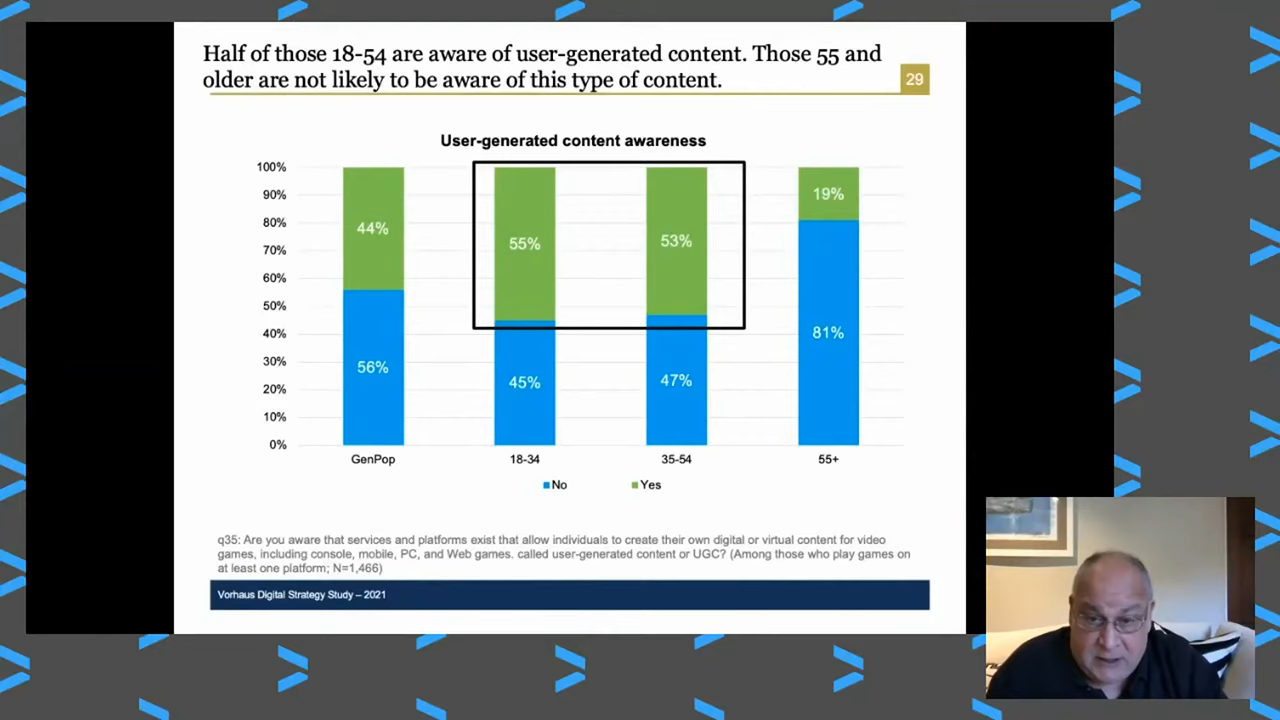 Half of those 18-54 are aware of user-generated content. Those 55 and
older are not likely to be aware of this type of content.
29
User-generated content awareness
100%
90%
80%
70%
60%
50%
40%
30%
20%
10%
0%
44%
56%
55%
45%
53%
47%
19%
81%
GenPop
18-34
35-54
55+
No
Yes
q35: Are you aware that services and platforms exist that allow individuals to create their own digital or virtual content for video
games, including console, mobile, PC, and Web games. called user-generated content or UGC? (Among those who play games on
at least one platform; N=1,466)
Vorhaus Digital Strategy Study – 2021